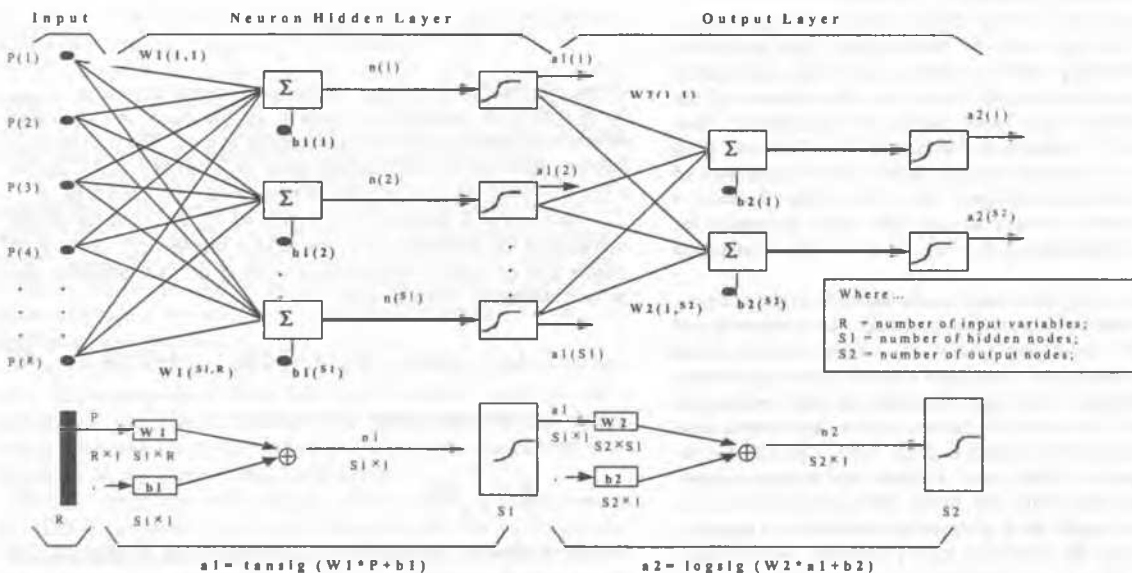 Input
Neuron Hidden Layer
Output Layer
P(1)
W1(1,1)
n(1)
a1(1)
Σ
b1(1)
P(2)
P(3)
n(2)
a1(2)
Σ
b1(2)
P(4)
n(S1)
a1(S1)
Σ
b1(S1)
P(R)
W1(S1,R)
a2(1)
Σ
b2(1)
a2(S2)
Σ
b2(S2)
W2(1,S2)
Where...
R = number of input variables;
S1 = number of hidden nodes;
S2 = number of output nodes;
P
R×1
W1
S1×R
b1
S1×1
n1
S1×1
S1
a1
S1×1
W2
S2×S1
b2
S2×1
n2
S2×1
S2
R
a1= tansig (W1*P+b1)
a2= logsig (W2*a1+b2)